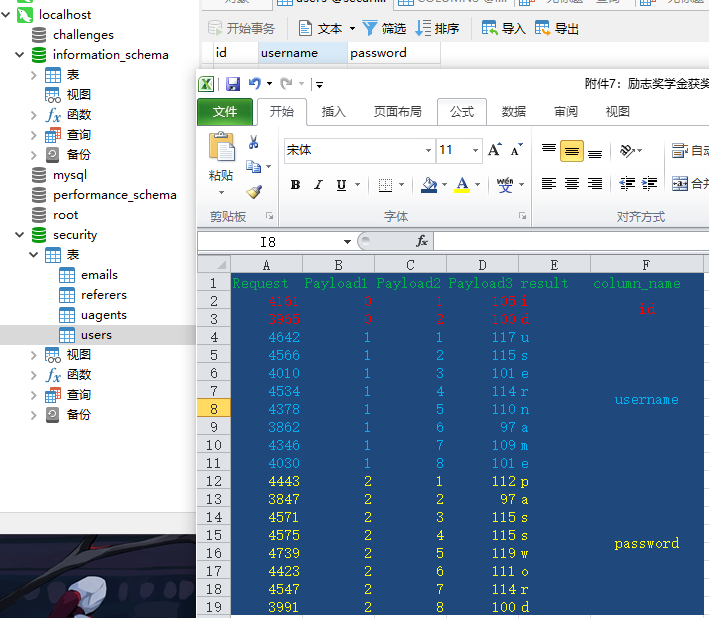 localhost
challenges
information_schema
表
视图
函数
查询
备份
mysql
performance_schema
root
security
表
emails
referers
uagents
users
视图
函数
查询
备份
开始事务 文本 筛选 排序 导入 导出
id username password
附件7：励志奖学金获奖
文件 开始 插入 页面布局 公式 数据 审阅 视图
粘贴
剪贴板
宋体 11
B I U wén
字体
自动
合并
对齐方式
I8 fx
A B C D E F
1 Request Payload1 Payload2 Payload3 result column_name
2 4161 0 1 105 i
id
3 3965 0 2 100 d
4 4642 1 1 117 u
5 4566 1 2 115 s
6 4010 1 3 101 e
7 4534 1 4 114 r
8 4378 1 5 110 n username
9 3862 1 6 97 a
10 4346 1 7 109 m
11 4030 1 8 101 e
12 4443 2 1 112 p
13 3847 2 2 97 a
14 4571 2 3 115 s
15 4575 2 4 115 s
password
16 4739 2 5 119 w
17 4423 2 6 111 o
18 4547 2 7 114 r
19 3991 2 8 100 d